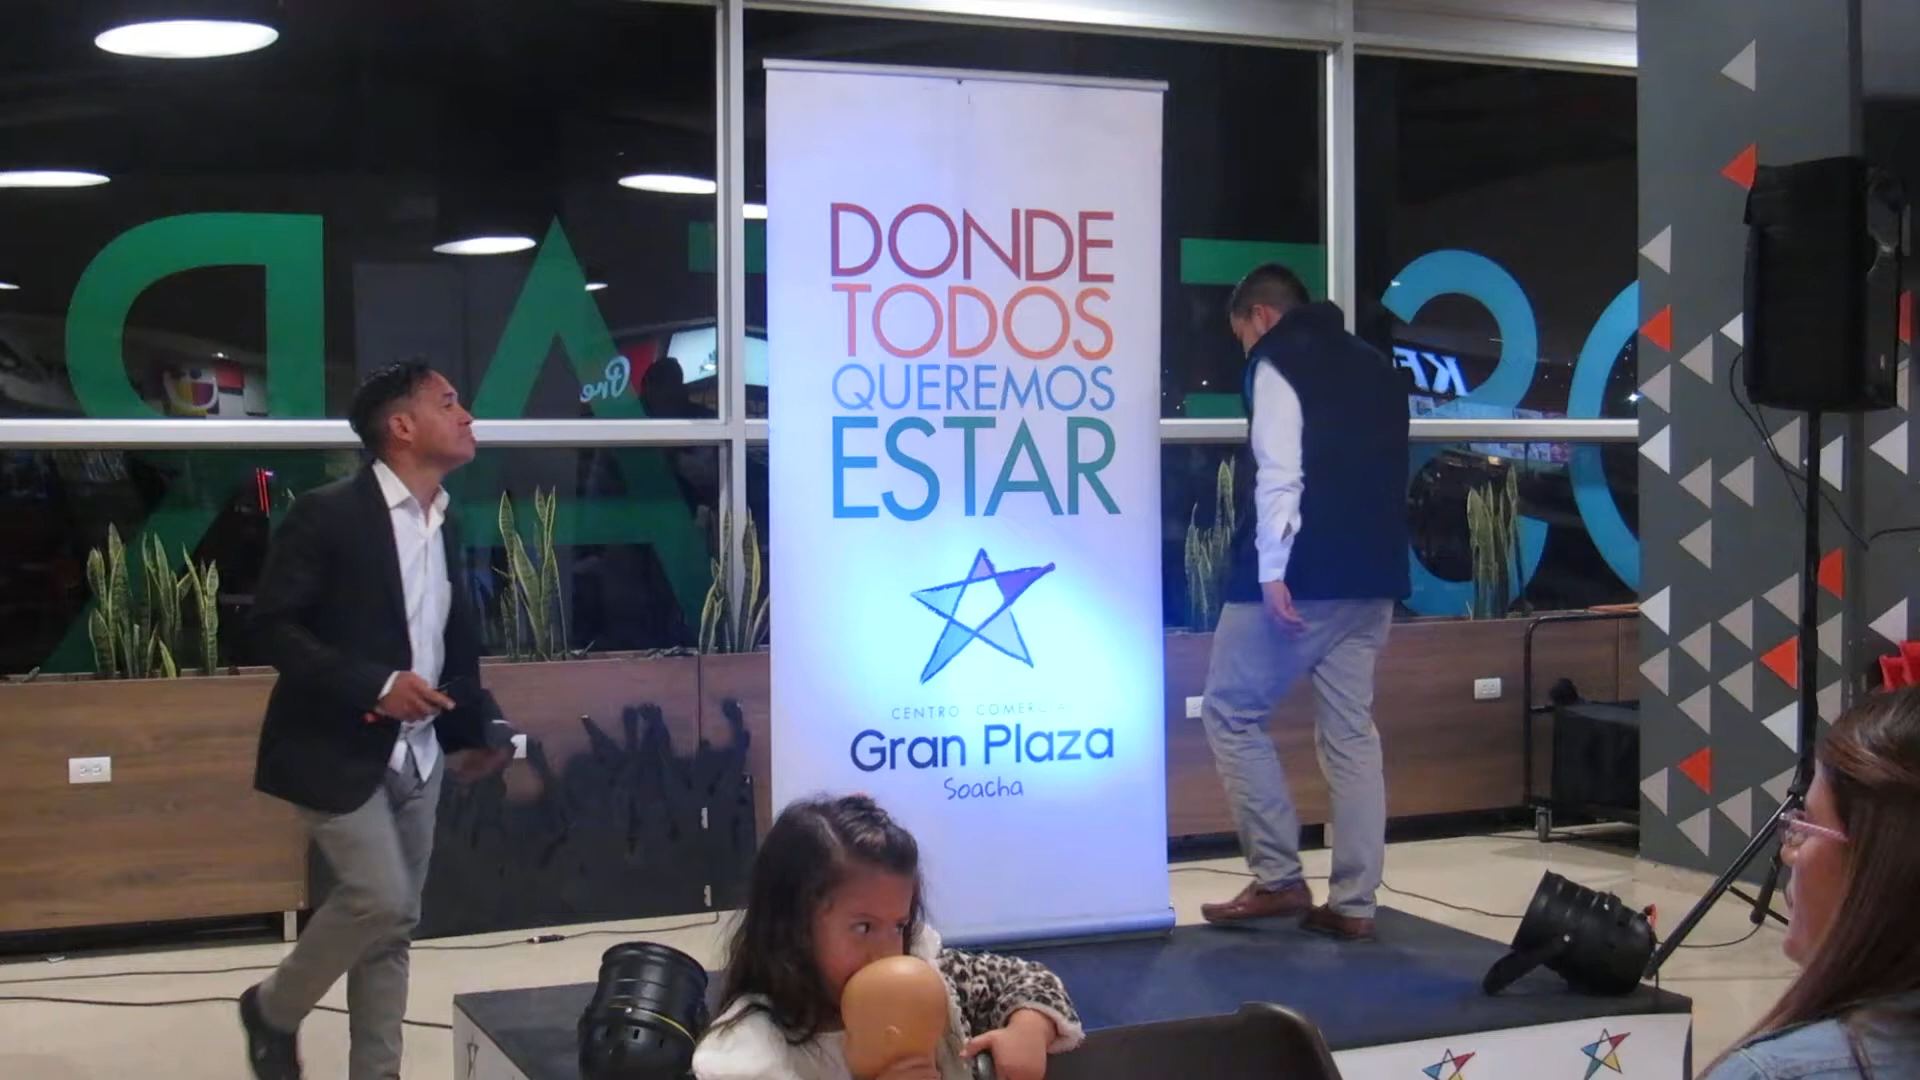 DONDE
TODOS
QUEREMOS
ESTAR
CENTRO COMERCIAL
Gran Plaza
Soacha